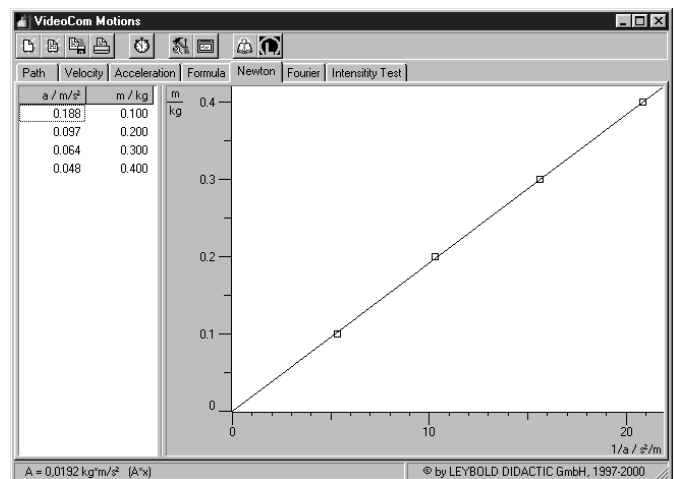 VideoCom Motions
Path Velocity Acceleration Formula Newton Fourier Intensitity Test
a / m/s² m / kg
0.188 0.100
0.097 0.200
0.064 0.300
0.048 0.400
m
kg
0.4
0.3
0.2
0.1
0
0 10 20
1/a / s²/m
A = 0,0192 kg*m/s² (A*x)
© by LEYBOLD DIDACTIC GmbH, 1997-2000